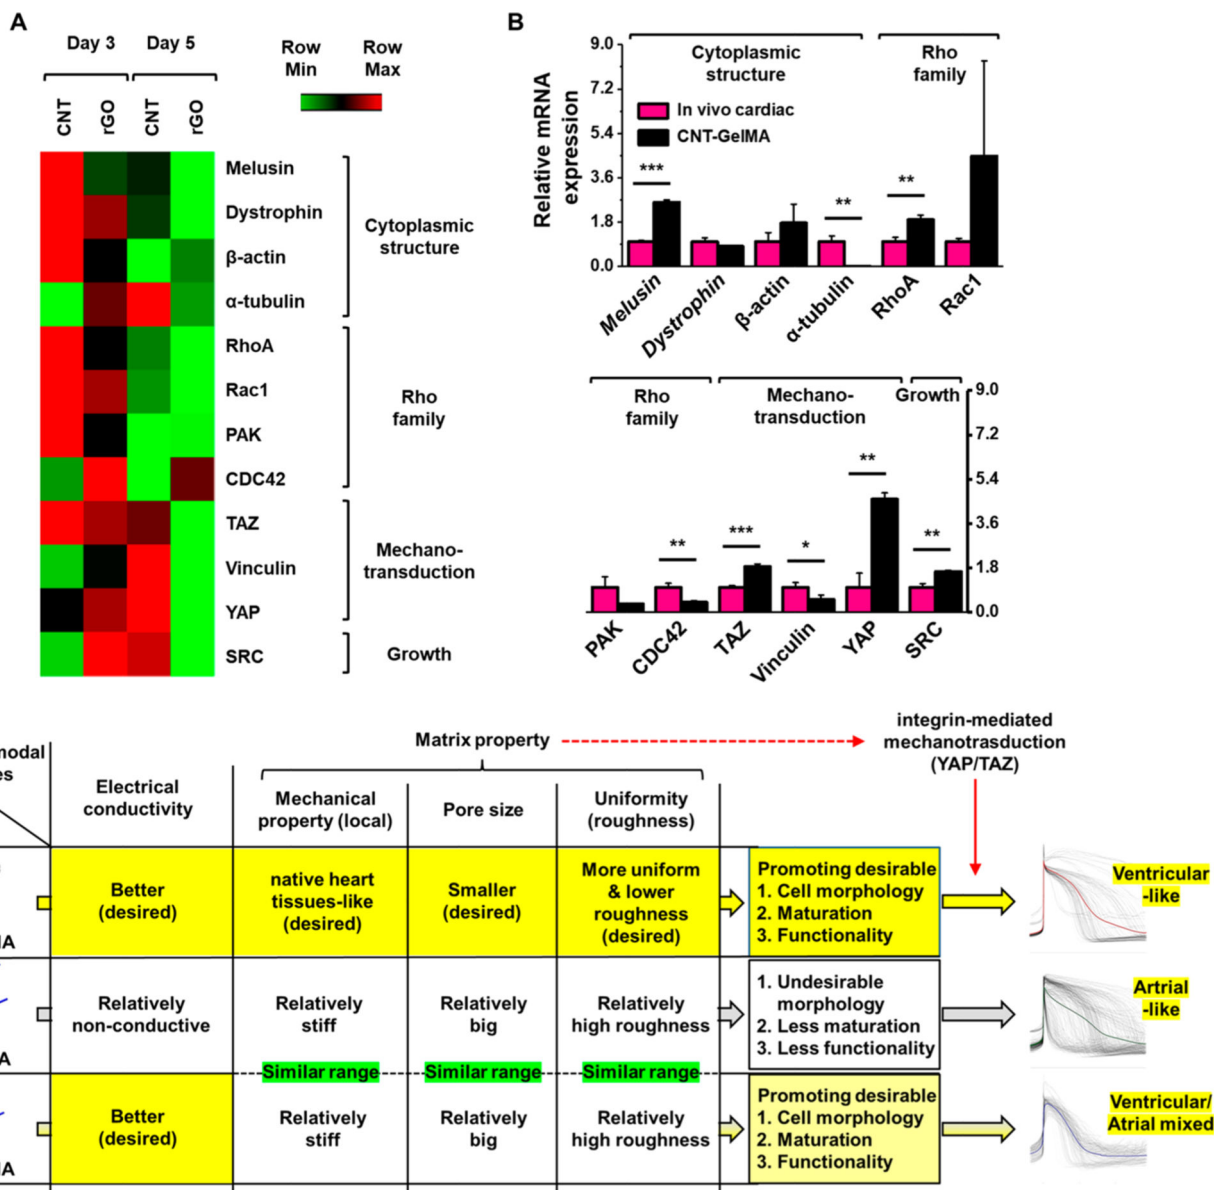 A
Day 3
Day 5
Row
Min
Row
Max
CNT
rGO
CNT
rGO
Melusin
Dystrophin
β-actin
α-tubulin
RhoA
Rac1
PAK
CDC42
TAZ
Vinculin
YAP
SRC
Cytoplasmic
structure
Rho
family
Mechano-
transduction
Growth
B
Relative mRNA
expression
9.0
7.2
5.4
3.6
1.8
0.0
Cytoplasmic
structure
Rho
family
In vivo cardiac
CNT-GelMA
***
**
**
Melusin
Dystrophin
β-actin
α-tubulin
RhoA
Rac1
Rho
family
Mechano-
transduction
Growth
9.0
7.2
5.4
3.6
1.8
0.0
**
***
*
**
**
PAK
CDC42
TAZ
Vinculin
YAP
SRC
nodal
es
Electrical
conductivity
Matrix property
Mechanical
property (local)
Pore size
Uniformity
(roughness)
integrin-mediated
mechanotrasduction
(YAP/TAZ)
MA
Better
(desired)
native heart
tissues-like
(desired)
Smaller
(desired)
More uniform
& lower
roughness
(desired)
Promoting desirable
1. Cell morphology
2. Maturation
3. Functionality
Ventricular
-like
A
Relatively
non-conductive
Relatively
stiff
Relatively
big
Relatively
high roughness
1. Undesirable
morphology
2. Less maturation
3. Less functionality
Artrial
-like
Similar range
Similar range
Similar range
MA
Better
(desired)
Relatively
stiff
Relatively
big
Relatively
high roughness
Promoting desirable
1. Cell morphology
2. Maturation
3. Functionality
Ventricular/
Atrial mixed